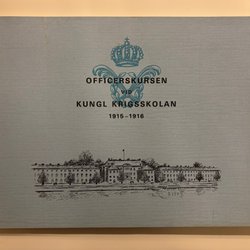 OFFICERSKURSEN
VID
KUNGL KRIGSSKOLAN
1915-1916